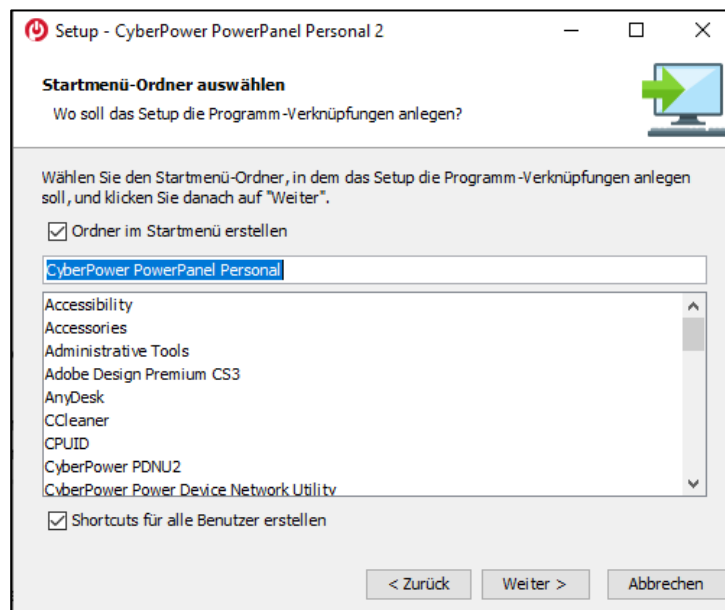 Setup - CyberPower PowerPanel Personal 2
Startmenü-Ordner auswählen
Wo soll das Setup die Programm-Verknüpfungen anlegen?
Wählen Sie den Startmenü-Ordner, in dem das Setup die Programm-Verknüpfungen anlegen
soll, und klicken Sie danach auf "Weiter".
Ordner im Startmenü erstellen
CyberPower PowerPanel Personal
Accessibility
Accessories
Administrative Tools
Adobe Design Premium CS3
AnyDesk
CCleaner
CPUID
CyberPower PDNU2
CyberPower Power Device Network Utility
Shortcuts für alle Benutzer erstellen
< Zurück
Weiter >
Abbrechen